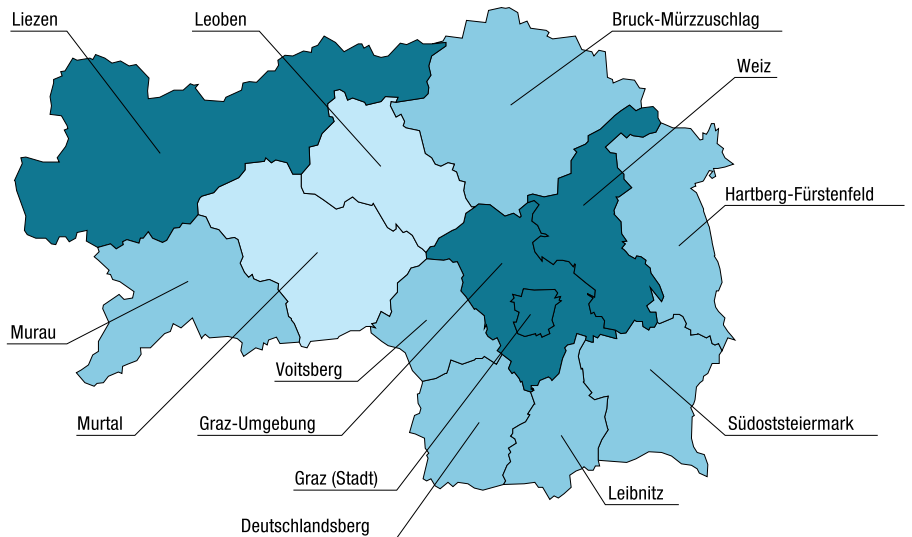 Liezen
Leoben
Bruck-Mürzzuschlag
Weiz
Hartberg-Fürstenfeld
Murau
Voitsberg
Murtal
Graz-Umgebung
Südoststeiermark
Graz (Stadt)
Leibnitz
Deutschlandsberg